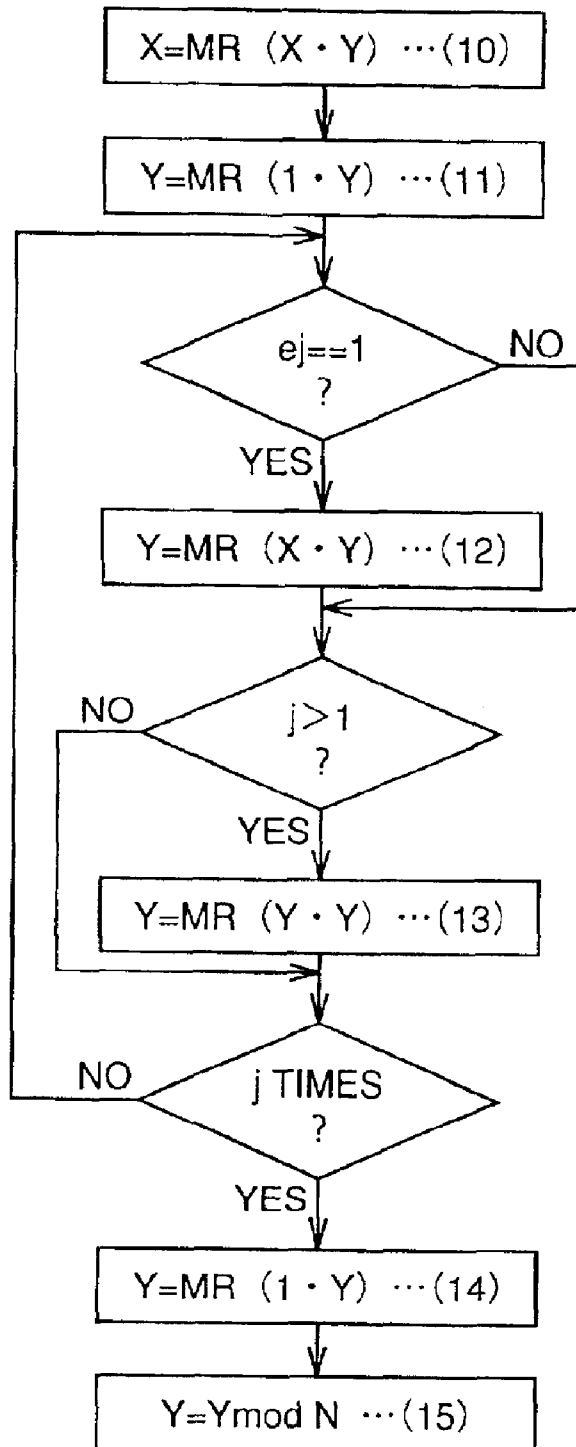 X=MR (X・Y) …(10)
Y=MR (1・Y) …(11)
ej==1
?
NO
YES
Y=MR (X・Y) …(12)
NO
j>1
?
YES
Y=MR (Y・Y) …(13)
NO
j TIMES
?
YES
Y=MR (1・Y) …(14)
Y=Ymod N …(15)